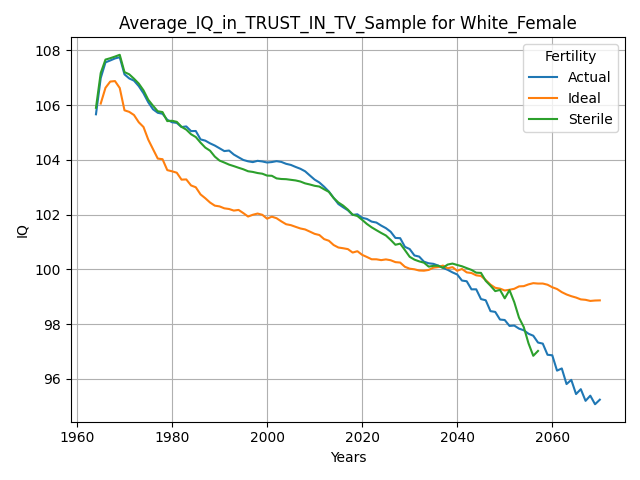 Average_IQ_in_TRUST_IN_TV_Sample for White_Female
Fertility
Actual
Ideal
Sterile
108
106
104
102
100
98
96
IQ
1960
1980
2000
2020
2040
2060
Years